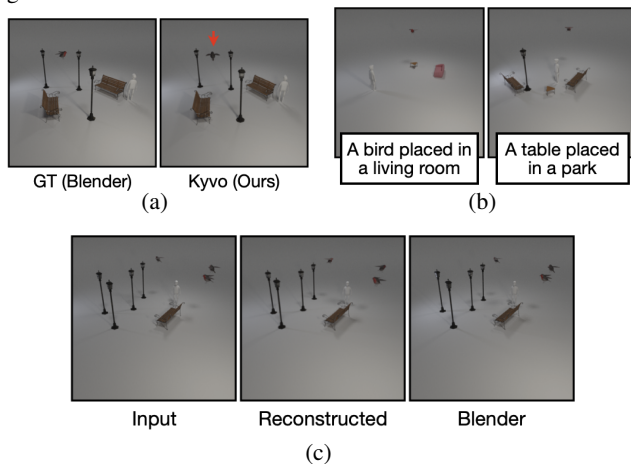 GT (Blender)
Kyvo (Ours)
(a)
A bird placed in
a living room
A table placed
in a park
(b)
Input
Reconstructed
Blender
(c)